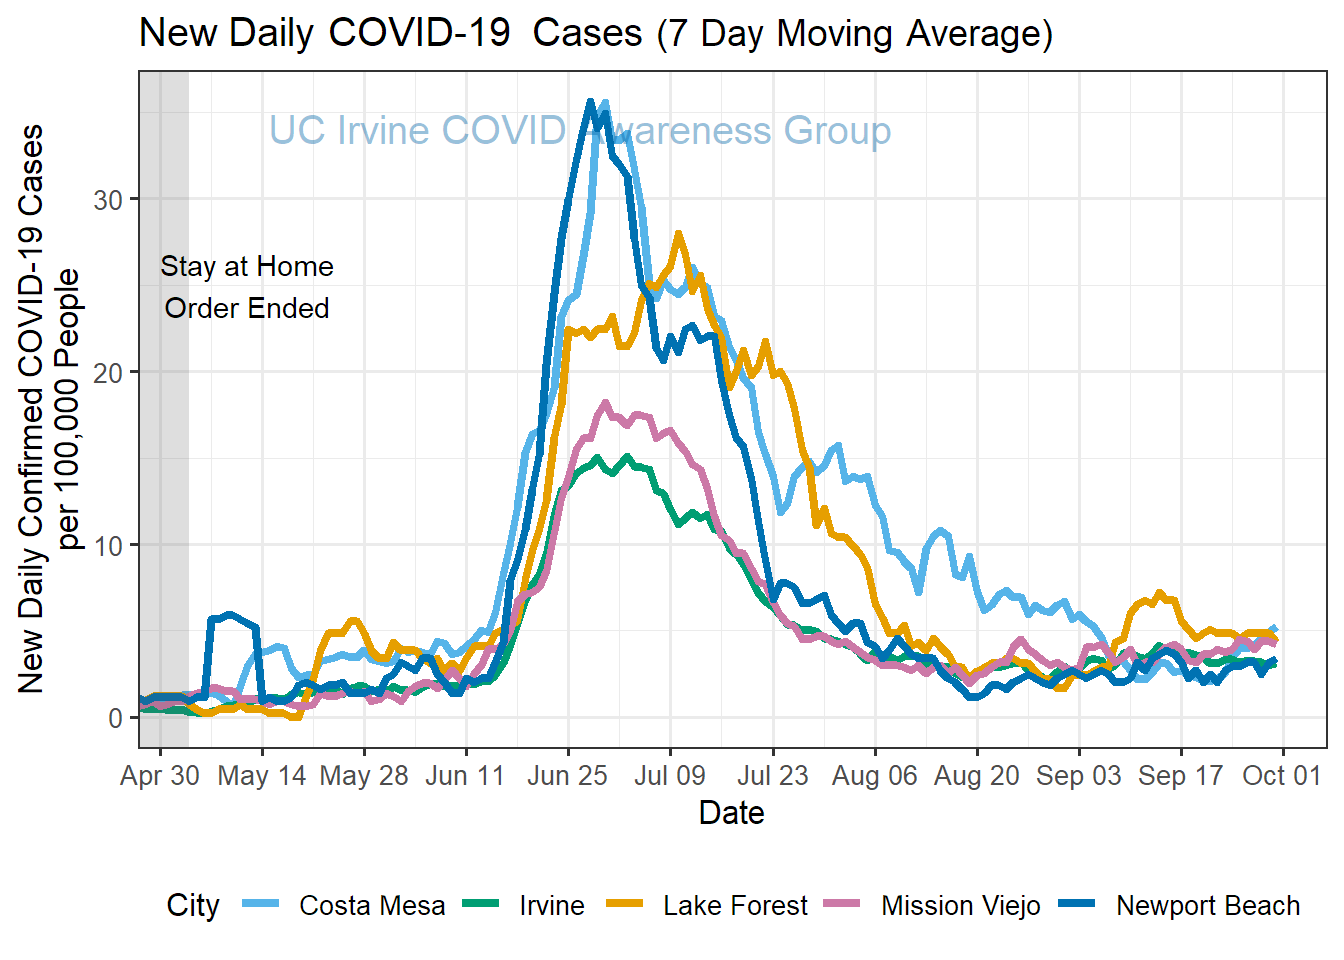 New Daily COVID-19 Cases (7 Day Moving Average)
UC Irvine COVID Awareness Group
Stay at Home
Order Ended
New Daily Confirmed COVID-19 Cases
per 100,000 People
30
20
10
0
Apr 30 May 14 May 28 Jun 11 Jun 25 Jul 09 Jul 23 Aug 06 Aug 20 Sep 03 Sep 17 Oct 01
Date
City Costa Mesa Irvine Lake Forest Mission Viejo Newport Beach